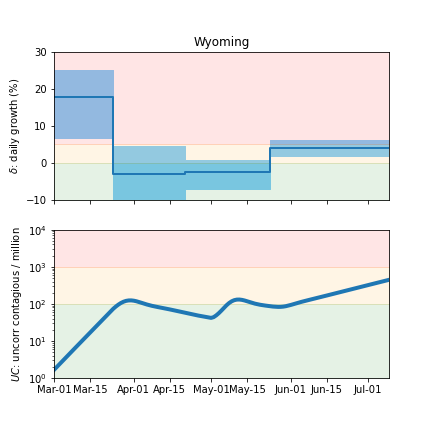 Wyoming
30
20
10
0
−10
δ: daily growth (%)
10⁴
10³
10²
10¹
10⁰
UC: uncorr contagious / million
Mar-01 Mar-15 Apr-01 Apr-15 May-01 May-15 Jun-01 Jun-15 Jul-01